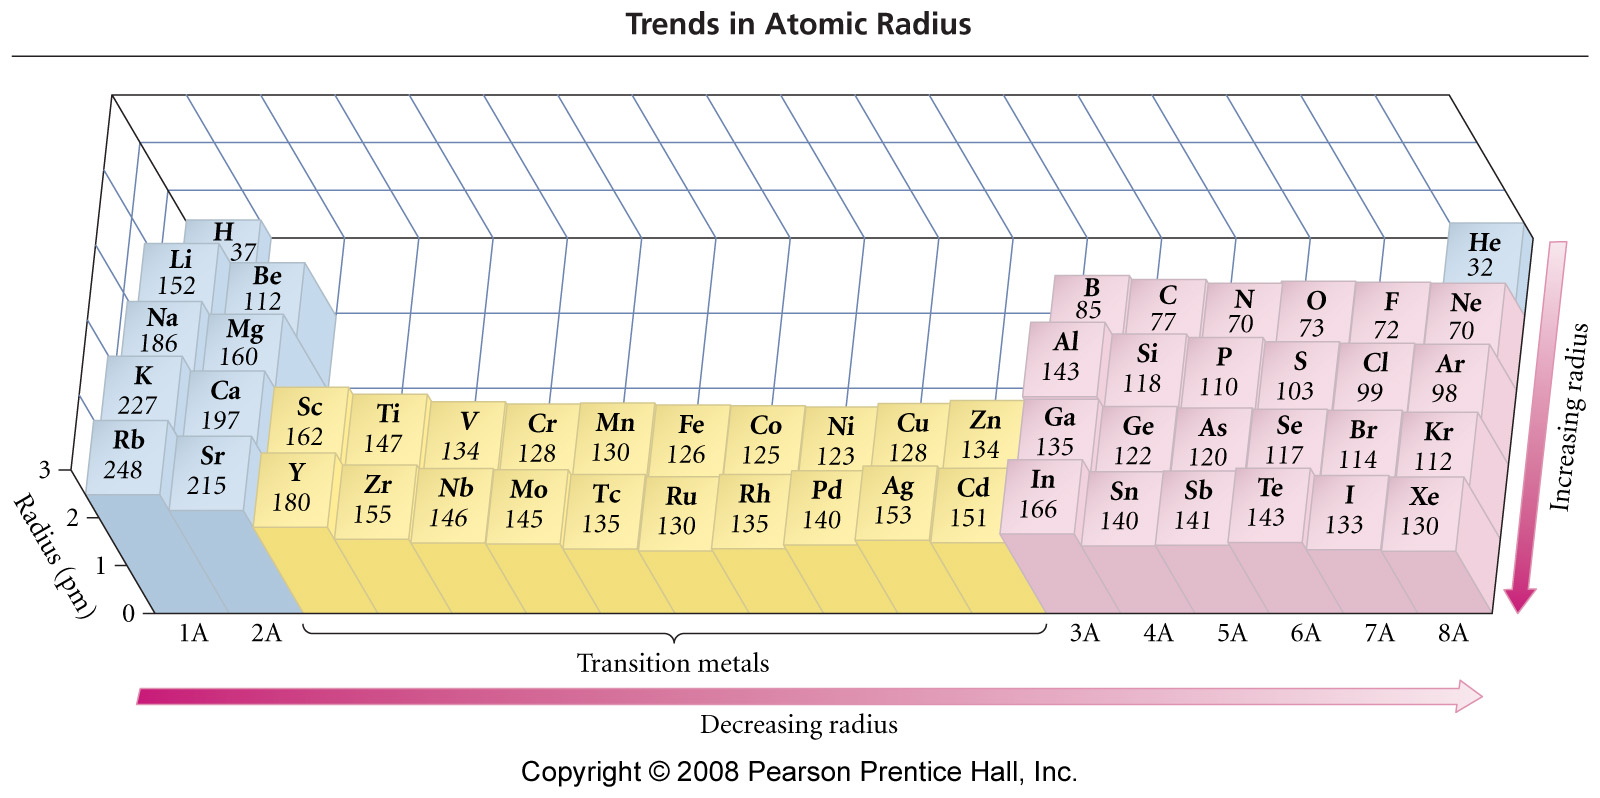 Trends in Atomic Radius
H
37
He
32
Li
152
Be
112
B
85
C
77
N
70
O
73
F
72
Ne
70
Na
186
Mg
160
Al
143
Si
118
P
110
S
103
Cl
99
Ar
98
K
227
Ca
197
Sc
162
Ti
147
V
134
Cr
128
Mn
130
Fe
126
Co
125
Ni
123
Cu
128
Zn
134
Ga
135
Ge
122
As
120
Se
117
Br
114
Kr
112
Rb
248
Sr
215
Y
180
Zr
155
Nb
146
Mo
145
Tc
135
Ru
130
Rh
135
Pd
140
Ag
153
Cd
151
In
166
Sn
140
Sb
141
Te
143
I
133
Xe
130
3
2
1
0
Radius (pm)
Increasing radius
1A 2A 3A 4A 5A 6A 7A 8A
Transition metals
Decreasing radius
Copyright © 2008 Pearson Prentice Hall, Inc.